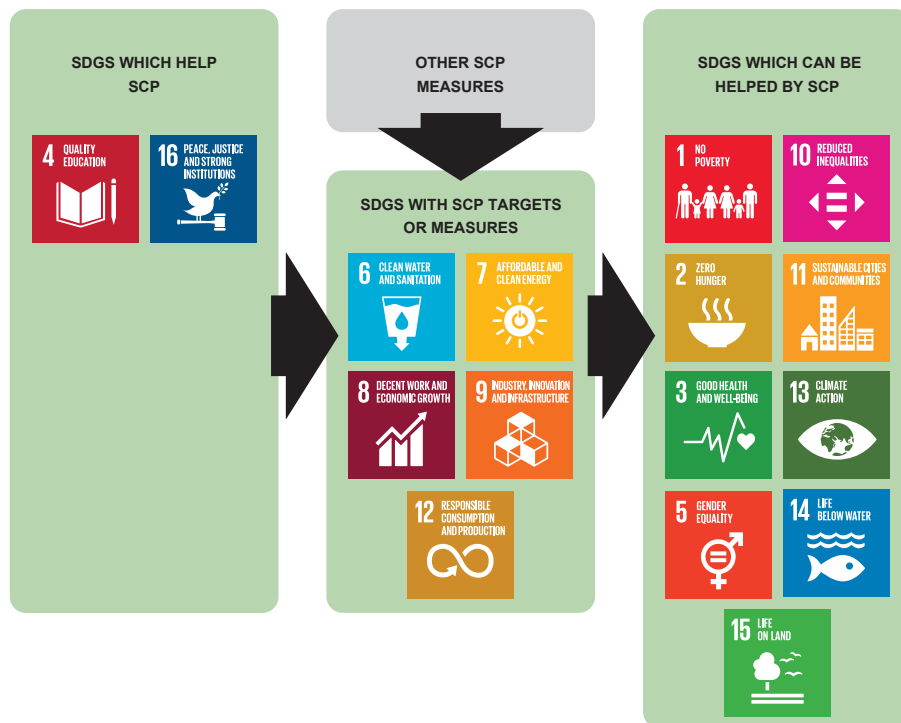 SDGS WHICH HELP
SCP
4 QUALITY
EDUCATION
16 PEACE, JUSTICE
AND STRONG
INSTITUTIONS
OTHER SCP
MEASURES
SDGS WITH SCP TARGETS
OR MEASURES
6 CLEAN WATER
AND SANITATION
7 AFFORDABLE AND
CLEAN ENERGY
8 DECENT WORK AND
ECONOMIC GROWTH
9 INDUSTRY, INNOVATION
AND INFRASTRUCTURE
12 RESPONSIBLE
CONSUMPTION
AND PRODUCTION
SDGS WHICH CAN BE
HELPED BY SCP
1 NO
POVERTY
10 REDUCED
INEQUALITIES
2 ZERO
HUNGER
11 SUSTAINABLE CITIES
AND COMMUNITIES
3 GOOD HEALTH
AND WELL-BEING
13 CLIMATE
ACTION
5 GENDER
EQUALITY
14 LIFE
BELOW WATER
15 LIFE
ON LAND